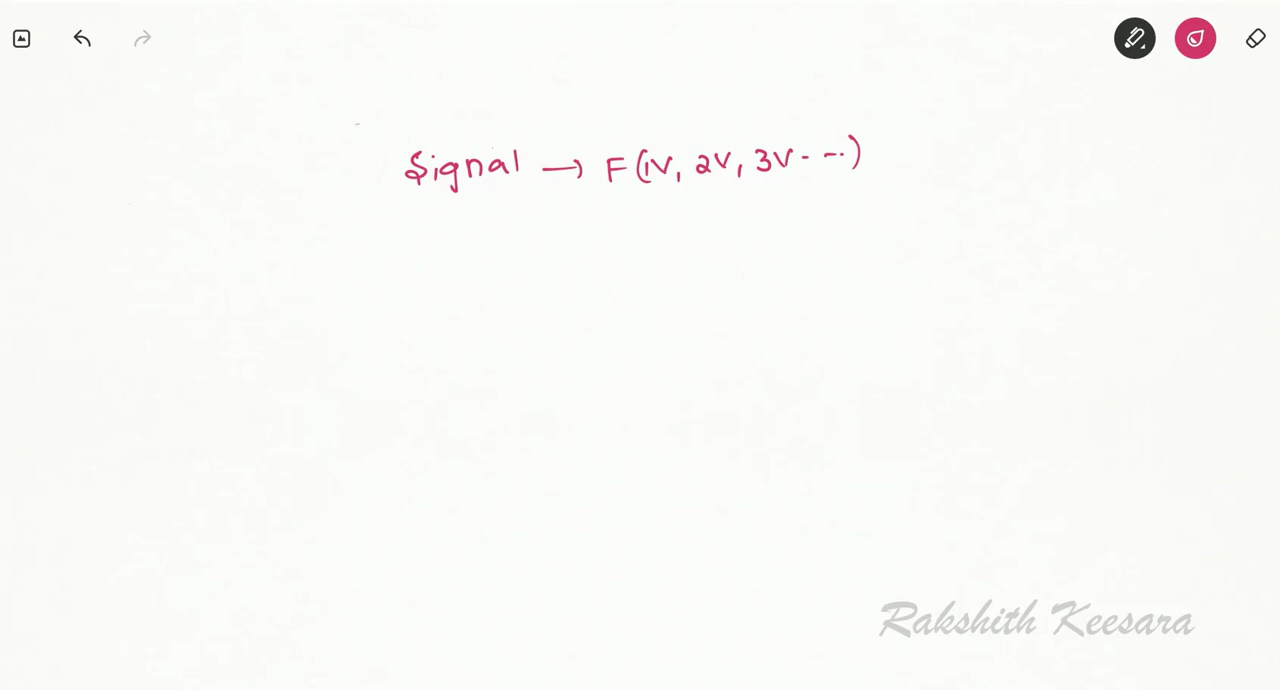 Signal → F(1V, 2V, 3V - - -)
Rakshith Keesara